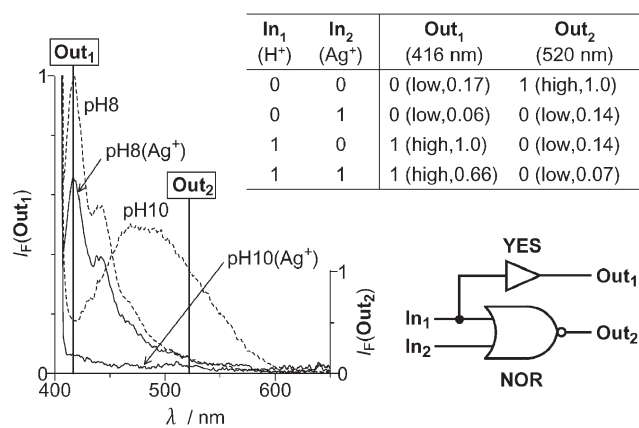 Out₁
1
pH8
pH8(Ag⁺)
Out₂
pH10
pH10(Ag⁺)
1
I_F(Out₁)
I_F(Out₂)
0
0
400
500
600
λ / nm
In₁ In₂ Out₁ Out₂
(H⁺) (Ag⁺) (416 nm) (520 nm)
0 0 0 (low,0.17) 1 (high,1.0)
0 1 0 (low,0.06) 0 (low,0.14)
1 0 1 (high,1.0) 0 (low,0.14)
1 1 1 (high,0.66) 0 (low,0.07)
YES
Out₁
In₁
In₂
Out₂
NOR